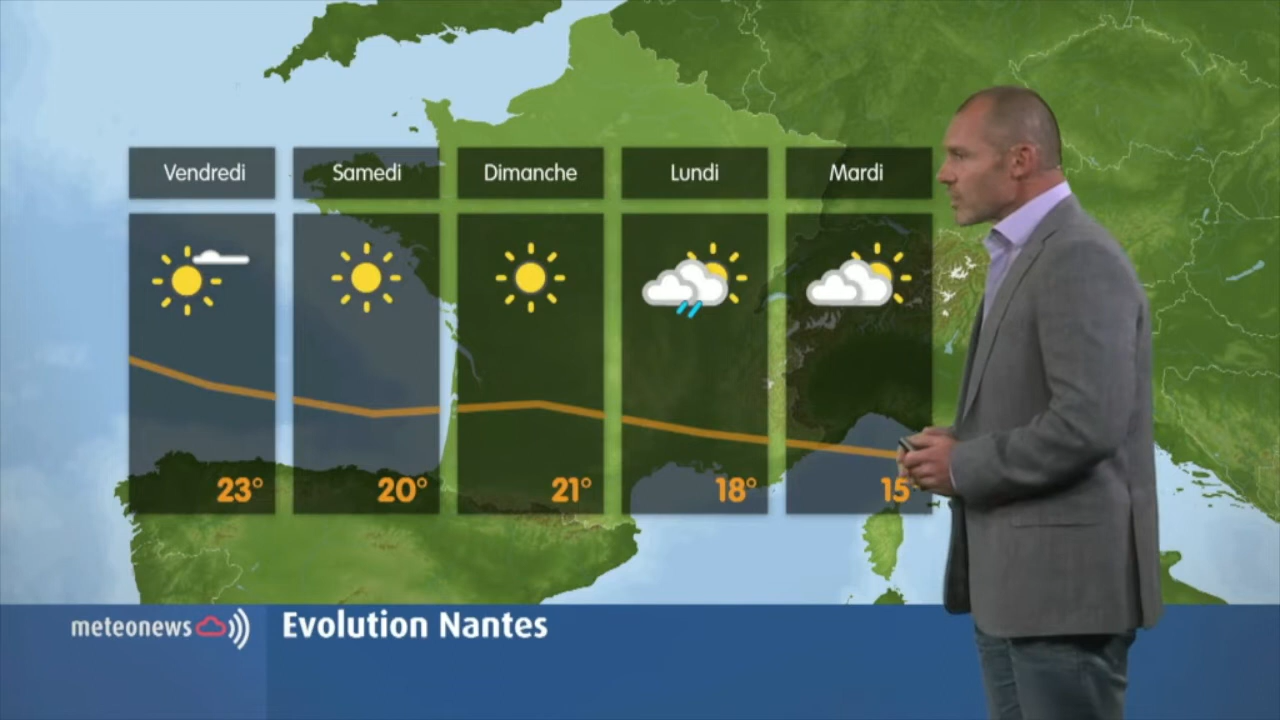 Vendredi Samedi Dimanche Lundi Mardi
23° 20° 21° 18° 15°
meteonews Evolution Nantes